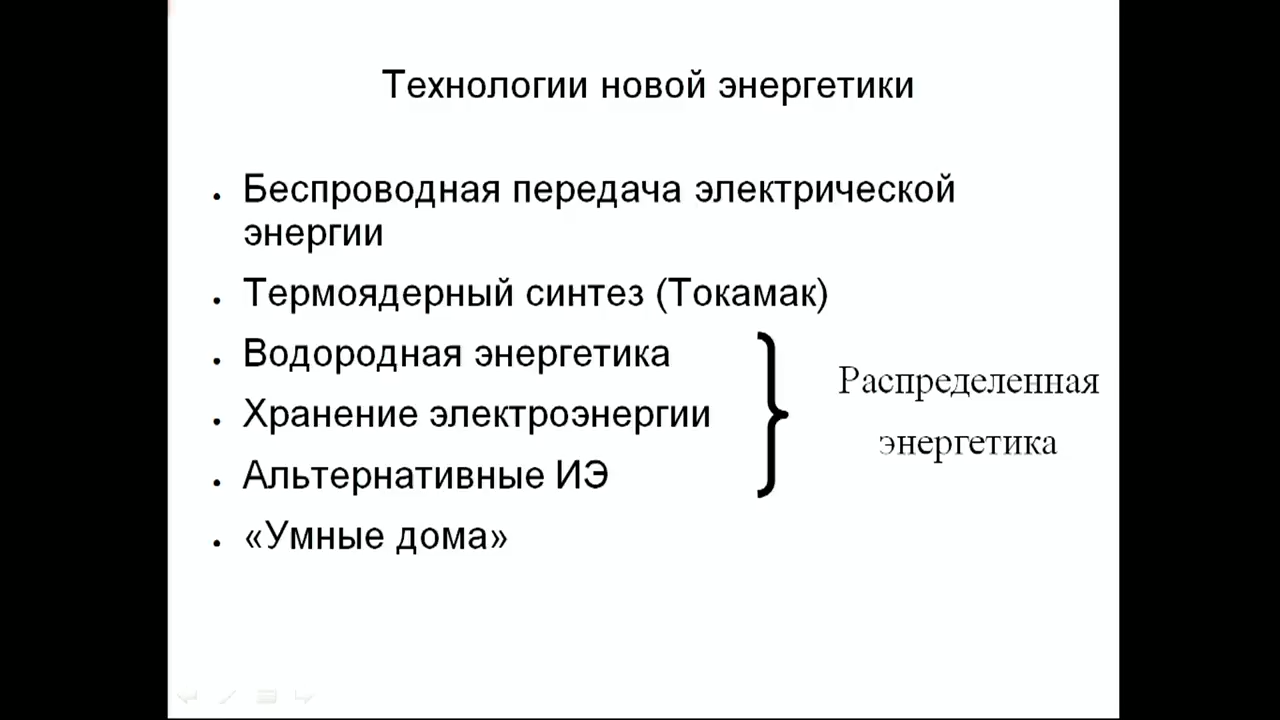 Технологии новой энергетики
• Беспроводная передача электрической
энергии
• Термоядерный синтез (Токамак)
• Водородная энергетика
• Хранение электроэнергии
• Альтернативные ИЭ
• «Умные дома»
Распределенная
энергетика